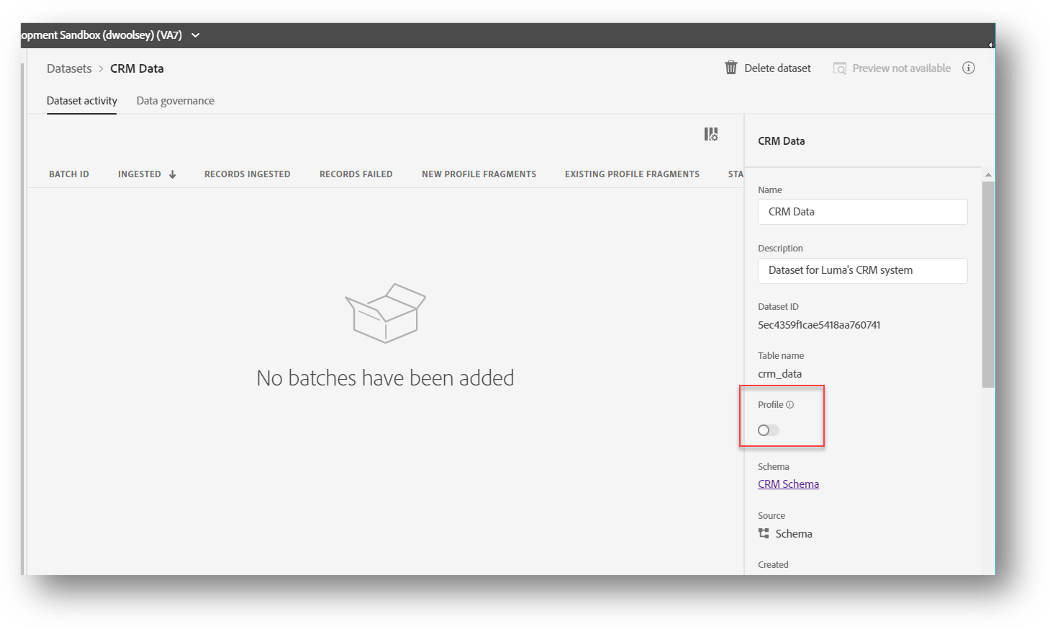 opment Sandbox (dwoolsey) (VA7)
Datasets > CRM Data
Delete dataset
Preview not available
Dataset activity
Data governance
BATCH ID INGESTED ↓ RECORDS INGESTED RECORDS FAILED NEW PROFILE FRAGMENTS EXISTING PROFILE FRAGMENTS STA
No batches have been added
CRM Data
Name
CRM Data
Description
Dataset for Luma's CRM system
Dataset ID
5ec4359f1cae5418aa760741
Table name
crm_data
Profile
Schema
CRM Schema
Source
Schema
Created